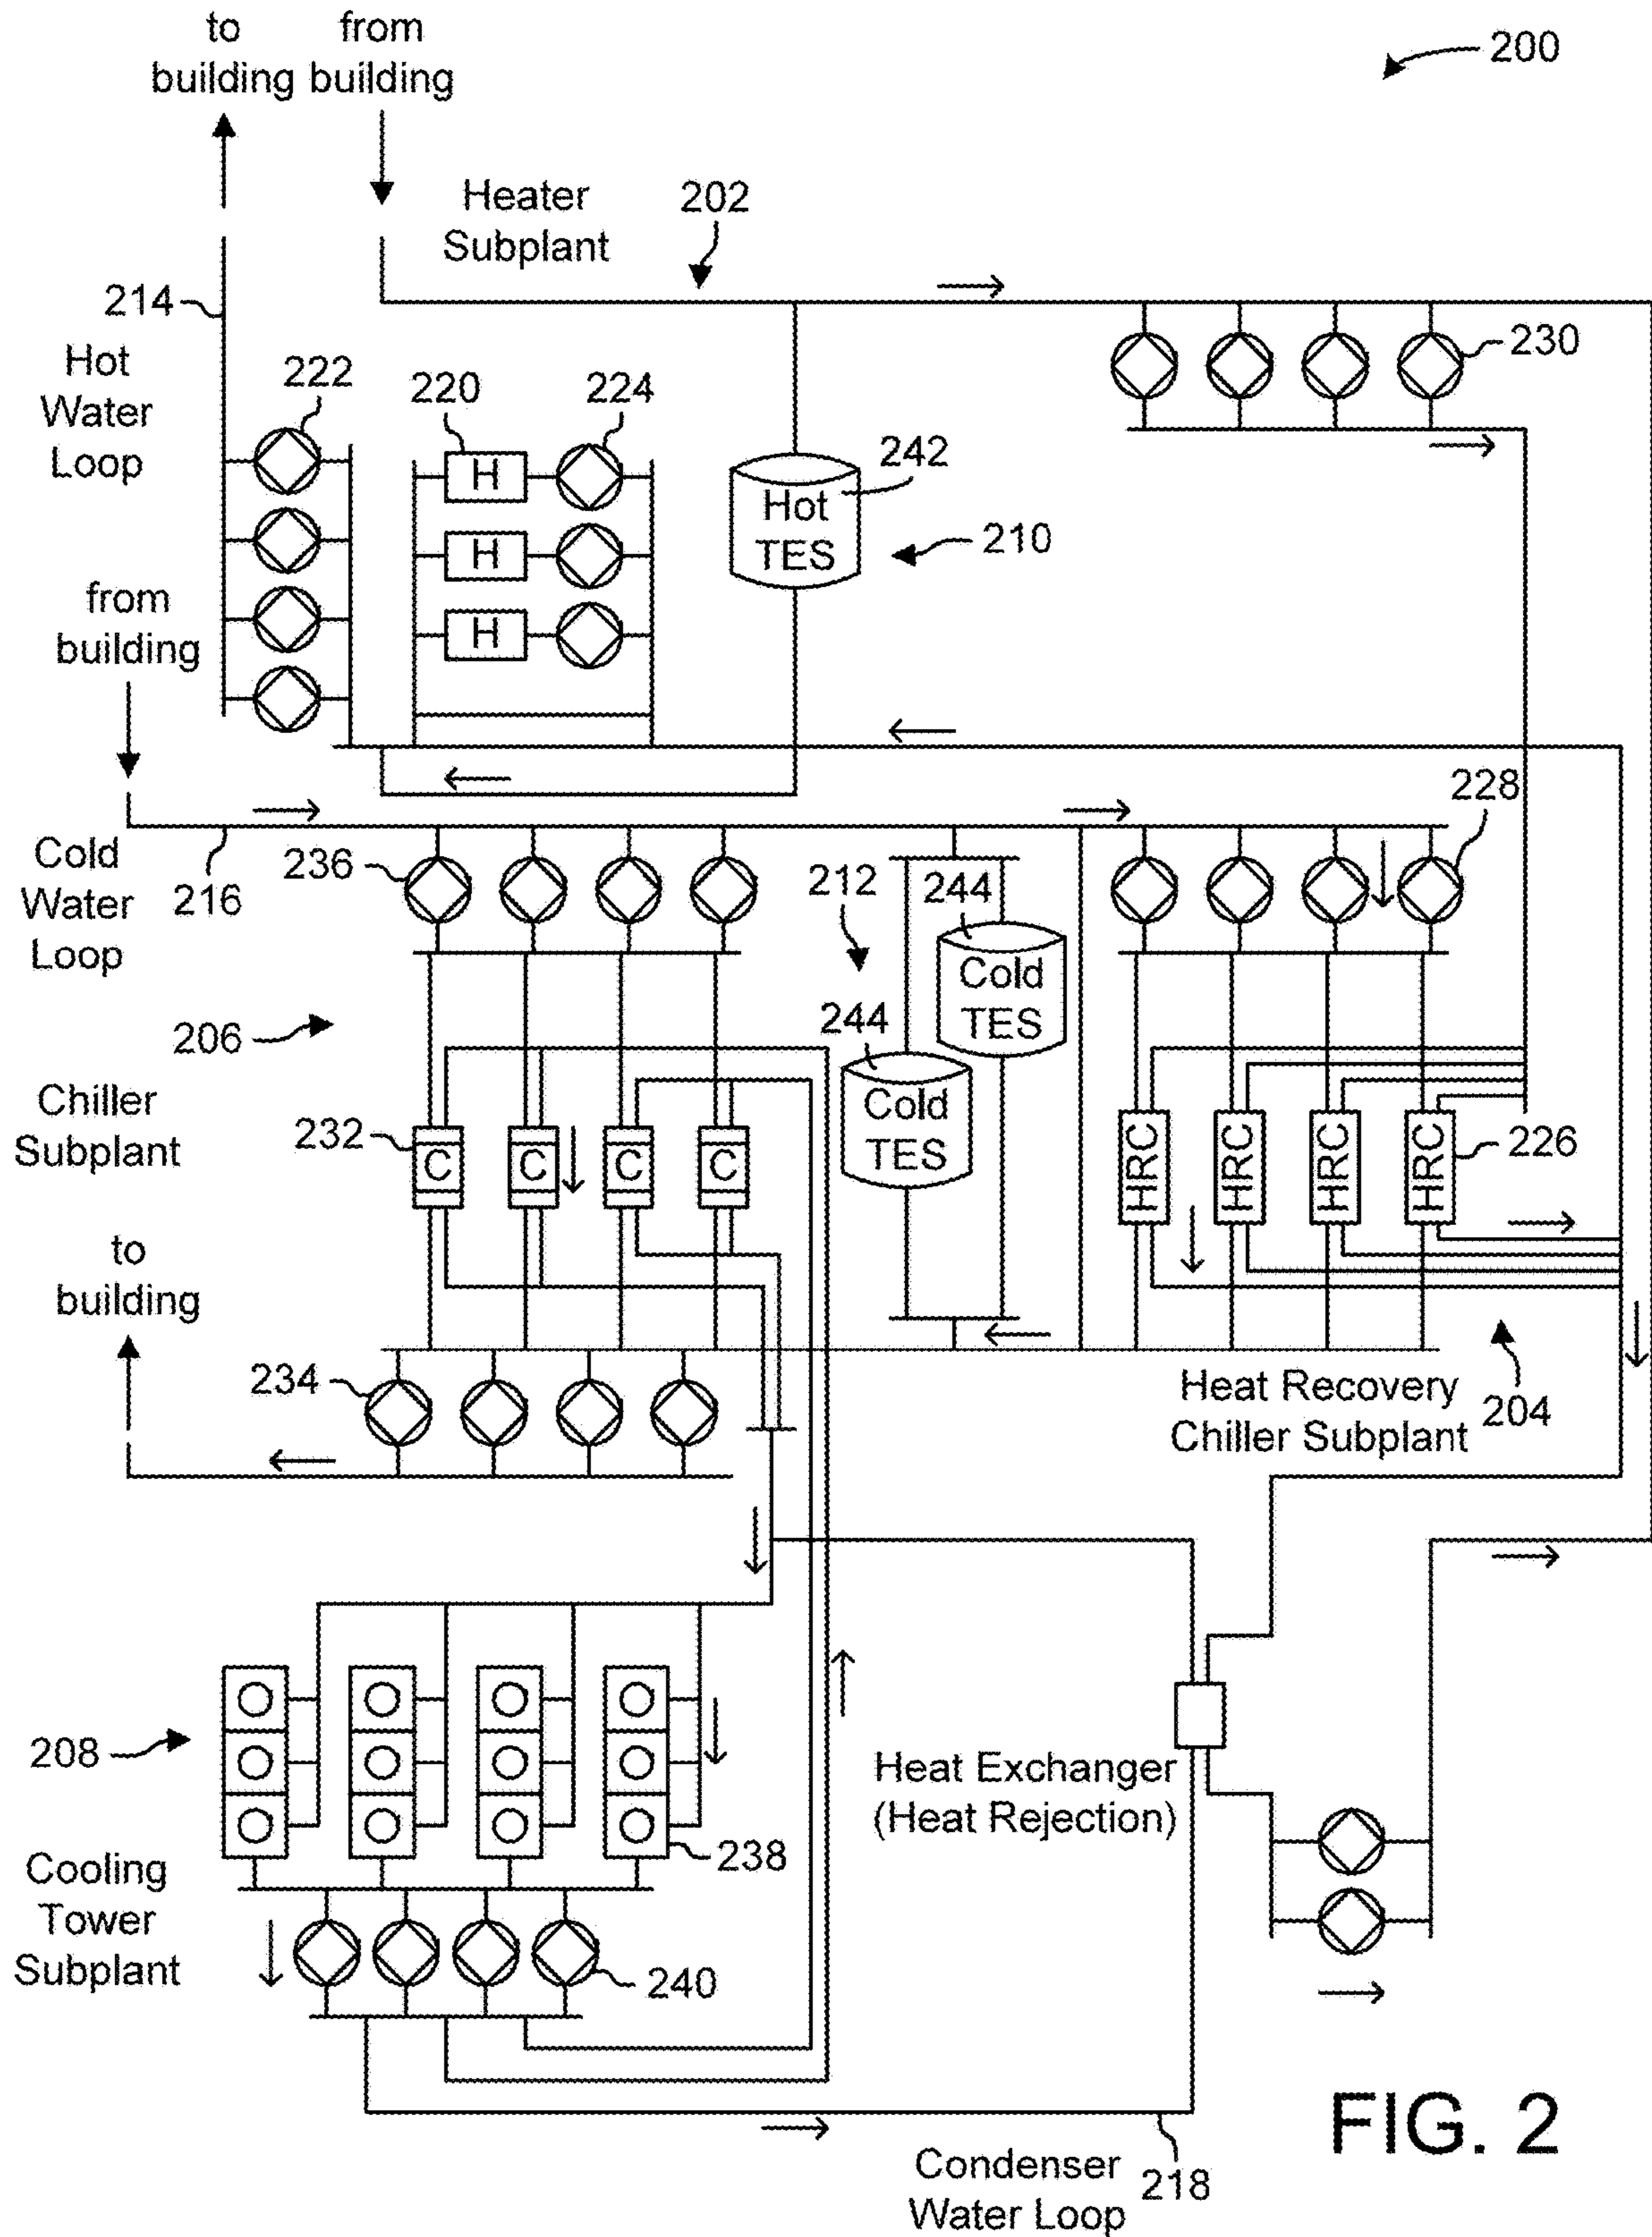 to
building
from
building
200
Heater
Subplant
202
214
Hot
Water
Loop
222
220
224
230
H
H
H
Hot
TES
242
210
from
building
228
Cold
Water
Loop
216
236
212
244
Cold
TES
244
Cold
TES
206
Chiller
Subplant
232
C
C
C
C
HRC
HRC
HRC
HRC
226
to
building
234
Heat Recovery
Chiller Subplant
204
208
Heat Exchanger
(Heat Rejection)
238
Cooling
Tower
Subplant
240
Condenser
Water Loop
218
FIG. 2